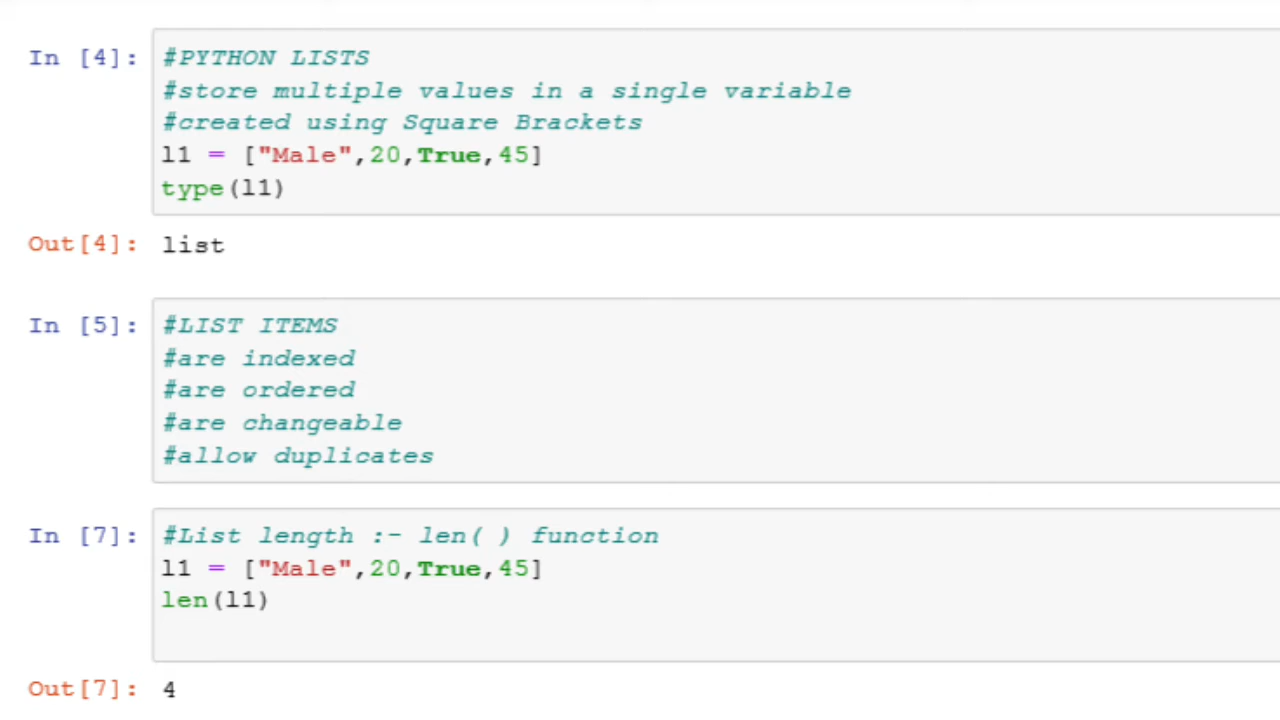 In [4]: #PYTHON LISTS
#store multiple values in a single variable
#created using Square Brackets
l1 = ["Male",20,True,45]
type(l1)
Out[4]: list
In [5]: #LIST ITEMS
#are indexed
#are ordered
#are changeable
#allow duplicates
In [7]: #List length :- len( ) function
l1 = ["Male",20,True,45]
len(l1)
Out[7]: 4